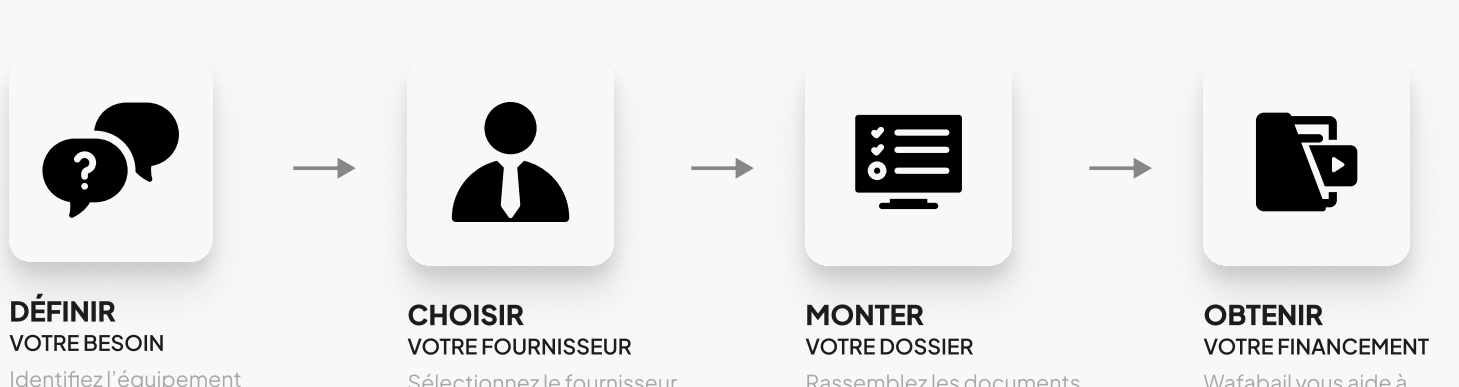 ?
DÉFINIR
VOTRE BESOIN
Identifiez l'équipement
CHOISIR
VOTRE FOURNISSEUR
Sélectionnez le fournisseur
MONTER
VOTRE DOSSIER
Rassemblez les documents
OBTENIR
VOTRE FINANCEMENT
Wafabail vous aide à